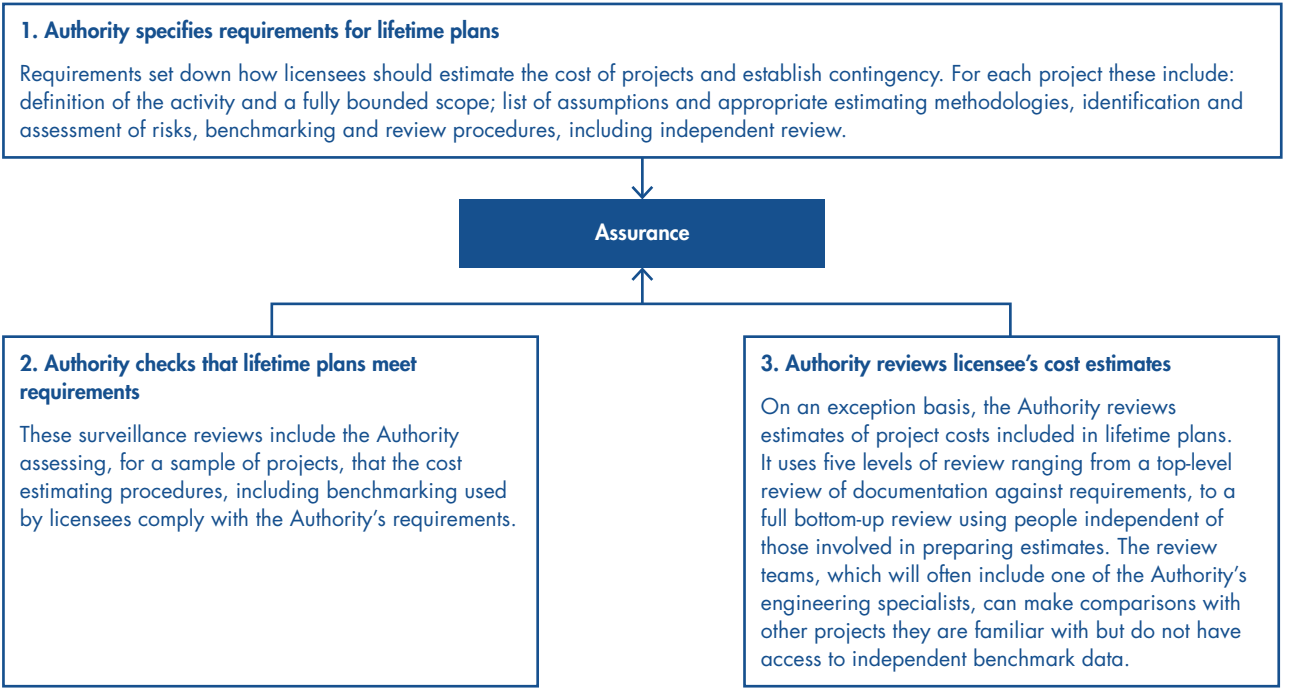 1. Authority specifies requirements for lifetime plans
Requirements set down how licensees should estimate the cost of projects and establish contingency. For each project these include:
definition of the activity and a fully bounded scope; list of assumptions and appropriate estimating methodologies, identification and
assessment of risks, benchmarking and review procedures, including independent review.
Assurance
2. Authority checks that lifetime plans meet
requirements
These surveillance reviews include the Authority
assessing, for a sample of projects, that the cost
estimating procedures, including benchmarking used
by licensees comply with the Authority’s requirements.
3. Authority reviews licensee’s cost estimates
On an exception basis, the Authority reviews
estimates of project costs included in lifetime plans.
It uses five levels of review ranging from a top-level
review of documentation against requirements, to a
full bottom-up review using people independent of
those involved in preparing estimates. The review
teams, which will often include one of the Authority’s
engineering specialists, can make comparisons with
other projects they are familiar with but do not have
access to independent benchmark data.